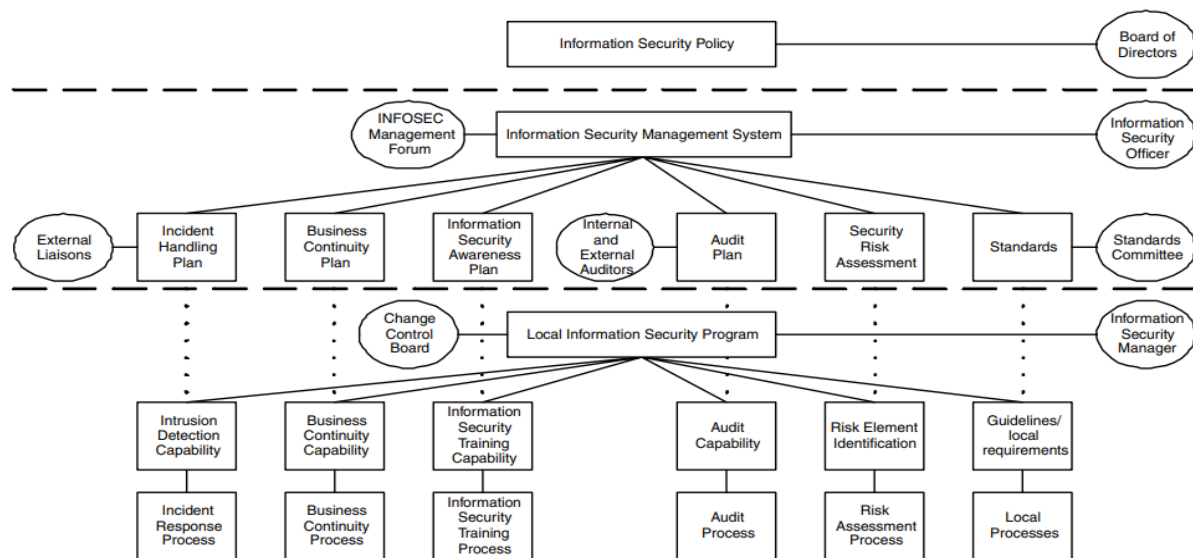 Information Security Policy
Board of
Directors
INFOSEC
Management
Forum
Information Security Management System
Information
Security
Officer
External
Liaisons
Incident
Handling
Plan
Business
Continuity
Plan
Information
Security
Awareness
Plan
Internal
and
External
Auditors
Audit
Plan
Security
Risk
Assessment
Standards
Standards
Committee
Change
Control
Board
Local Information Security Program
Information
Security
Manager
Intrusion
Detection
Capability
Business
Continuity
Capability
Information
Security
Training
Capability
Audit
Capability
Risk Element
Identification
Guidelines/
local
requirements
Incident
Response
Process
Business
Continuity
Process
Information
Security
Training
Process
Audit
Process
Risk
Assessment
Process
Local
Processes